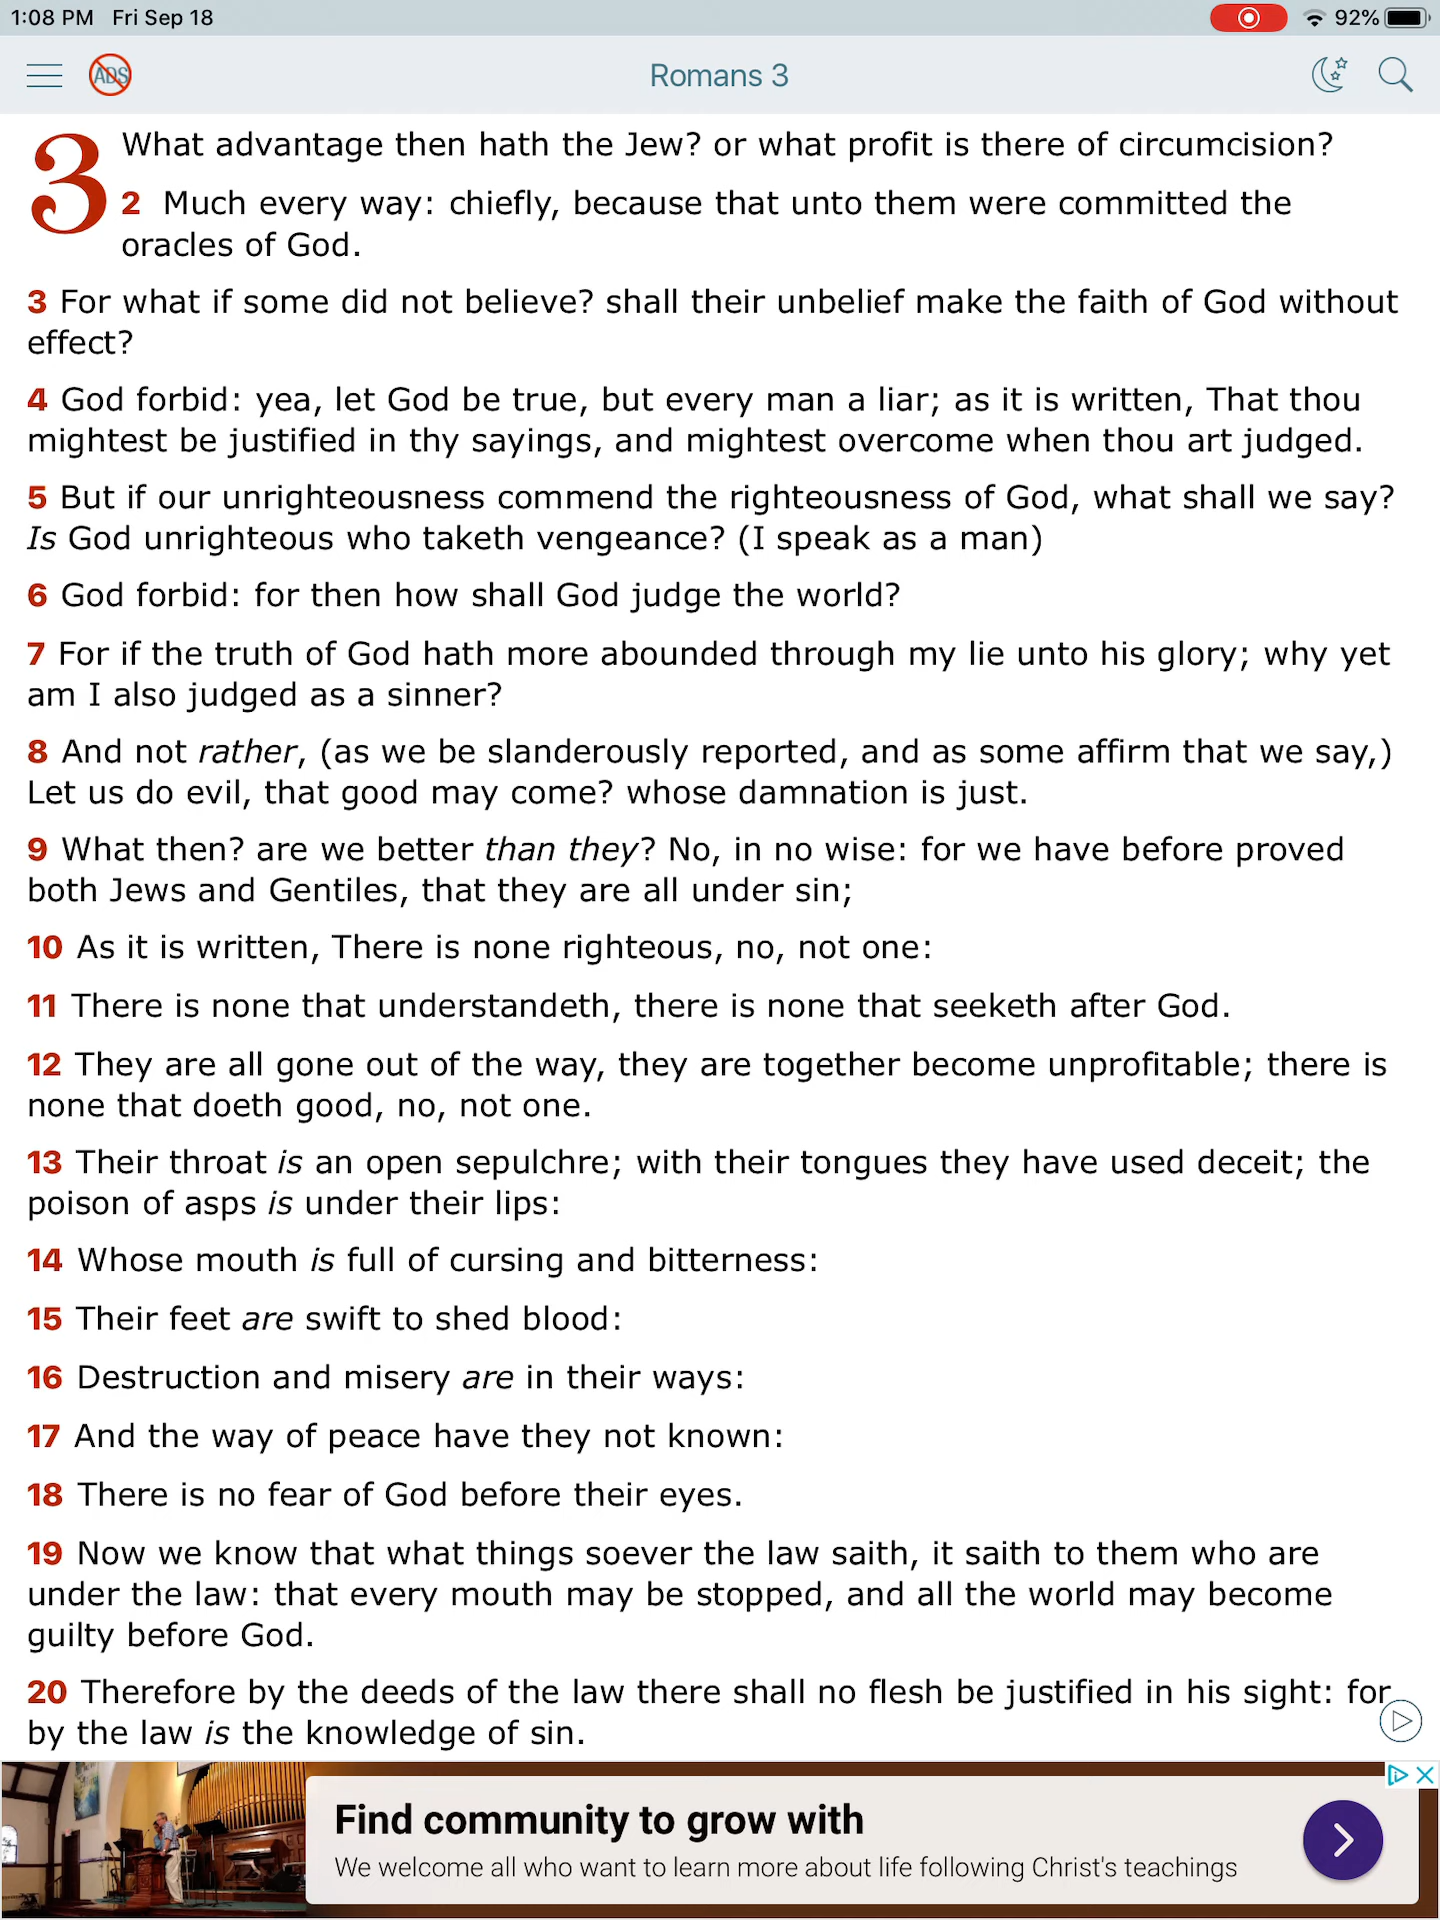 1:08 PM Fri Sep 18 92%
ADS Romans 3
3 What advantage then hath the Jew? or what profit is there of circumcision?
2 Much every way: chiefly, because that unto them were committed the
oracles of God.
3 For what if some did not believe? shall their unbelief make the faith of God without
effect?
4 God forbid: yea, let God be true, but every man a liar; as it is written, That thou
mightest be justified in thy sayings, and mightest overcome when thou art judged.
5 But if our unrighteousness commend the righteousness of God, what shall we say?
Is God unrighteous who taketh vengeance? (I speak as a man)
6 God forbid: for then how shall God judge the world?
7 For if the truth of God hath more abounded through my lie unto his glory; why yet
am I also judged as a sinner?
8 And not rather, (as we be slanderously reported, and as some affirm that we say,)
Let us do evil, that good may come? whose damnation is just.
9 What then? are we better than they? No, in no wise: for we have before proved
both Jews and Gentiles, that they are all under sin;
10 As it is written, There is none righteous, no, not one:
11 There is none that understandeth, there is none that seeketh after God.
12 They are all gone out of the way, they are together become unprofitable; there is
none that doeth good, no, not one.
13 Their throat is an open sepulchre; with their tongues they have used deceit; the
poison of asps is under their lips:
14 Whose mouth is full of cursing and bitterness:
15 Their feet are swift to shed blood:
16 Destruction and misery are in their ways:
17 And the way of peace have they not known:
18 There is no fear of God before their eyes.
19 Now we know that what things soever the law saith, it saith to them who are
under the law: that every mouth may be stopped, and all the world may become
guilty before God.
20 Therefore by the deeds of the law there shall no flesh be justified in his sight: for
by the law is the knowledge of sin.
Find community to grow with
We welcome all who want to learn more about life following Christ's teachings